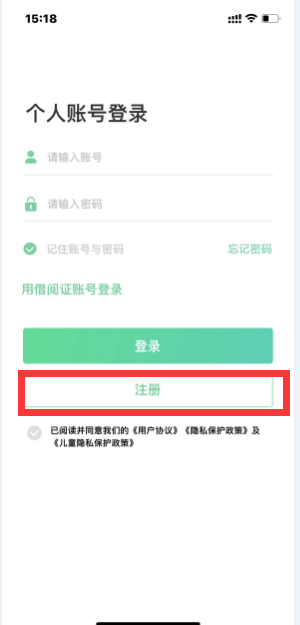 15:18
个人账号登录
请输入账号
请输入密码
记住账号与密码
忘记密码
用借阅证账号登录
登录
注册
已阅读并同意我们的《用户协议》《隐私保护政策》及
《儿童隐私保护政策》